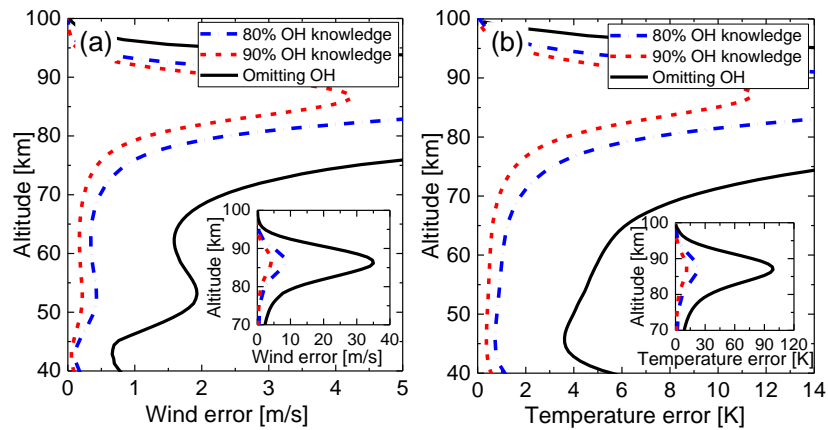 100
90
80
70
60
50
40
Altitude [km]
(a)
80% OH knowledge
90% OH knowledge
Omitting OH
100
90
80
70
Altitude [km]
0 10 20 30 40
Wind error [m/s]
0 1 2 3 4 5
Wind error [m/s]
100
90
80
70
60
50
40
Altitude [km]
(b)
80% OH knowledge
90% OH knowledge
Omitting OH
100
90
80
70
Altitude [km]
0 30 60 90 120
Temperature error [K]
0 2 4 6 8 10 12 14
Temperature error [K]